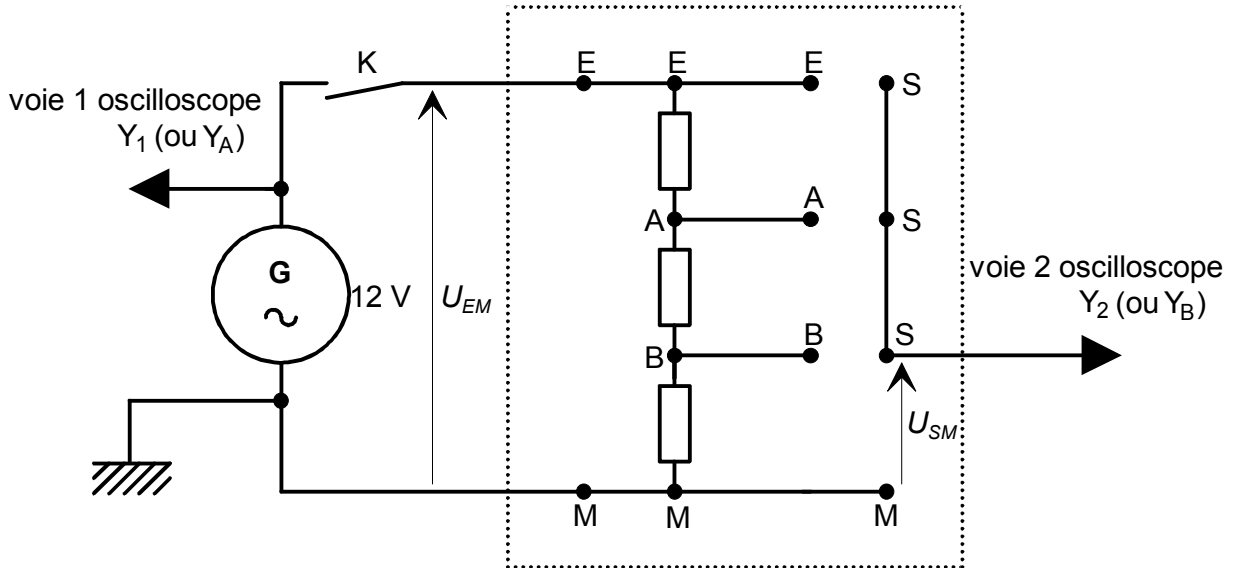 K
E E E S
voie 1 oscilloscope
Y1 (ou YA)
A A S
G
12 V
UEM
voie 2 oscilloscope
Y2 (ou YB)
B B S
USM
M M M